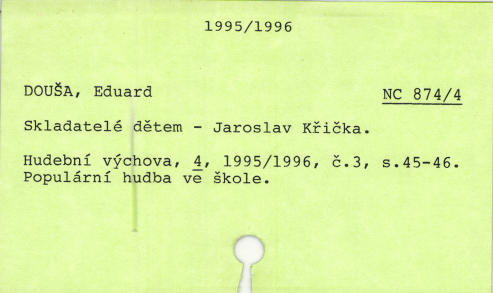 1995/1996
DOUŠA, Eduard NC 874/4
Skladatelé dětem - Jaroslav Křička.
Hudební výchova, 4, 1995/1996, č.3, s.45-46.
Populární hudba ve škole.